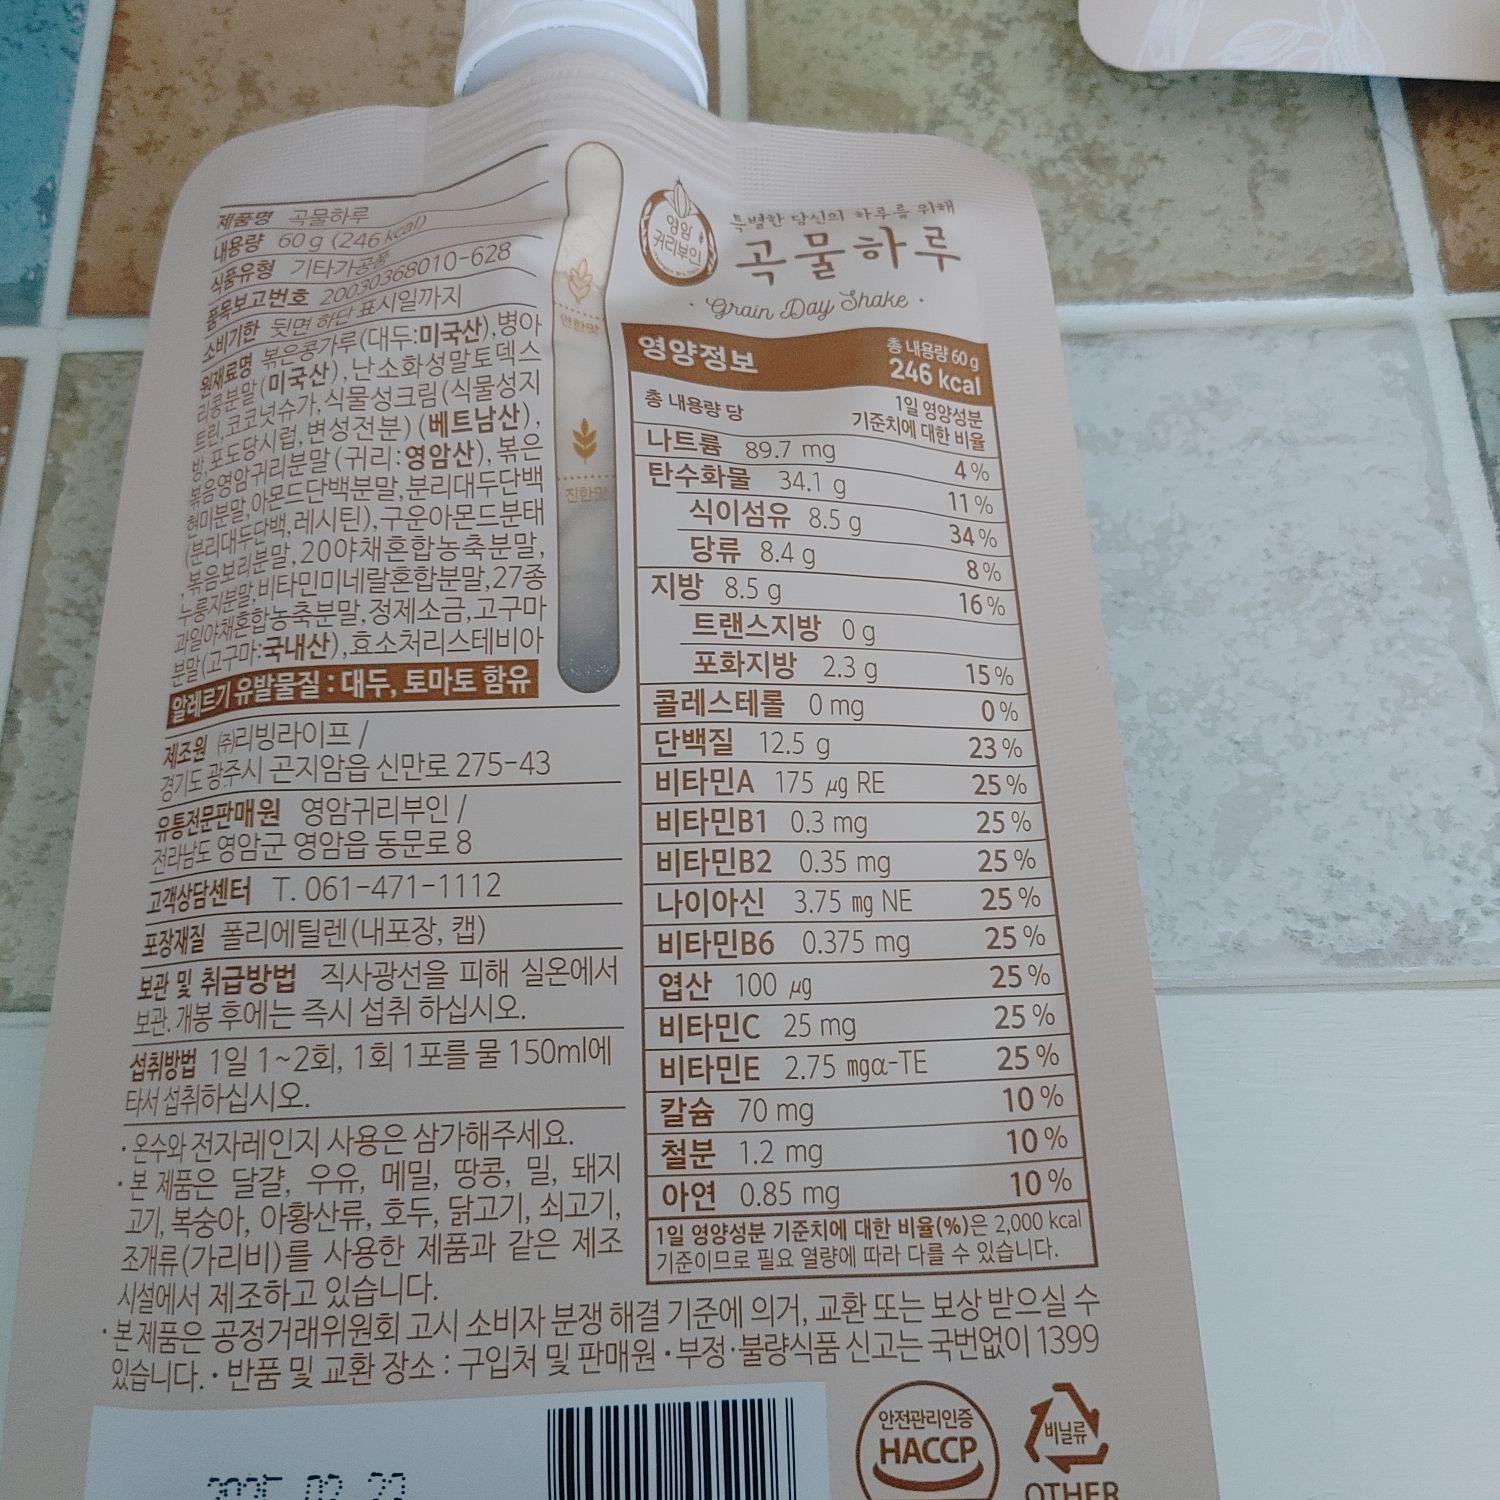 제품명 곡물하루
내용량 60g (246 kcal)
식품유형 기타가공품
품목보고번호 20030368010-628
소비기한 뒷면 하단 표시일까지
원재료명 볶은콩가루(대두:미국산),병아
리콩분말(미국산),난소화성말토덱스
트린,코코넛슈가,식물성크림(식물성지
방,포도당시럽,변성전분)(베트남산),
볶음영암귀리분말(귀리:영암산),볶은
현미분말,아몬드단백분말,분리대두단백
(분리대두단백,레시틴),구운아몬드분태
,볶음보리분말,20야채혼합농축분말,
누룽지분말,비타민미네랄혼합분말,27종
과일야채혼합농축분말,정제소금,고구마
분말(고구마:국내산),효소처리스테비아
알레르기 유발물질 : 대두, 토마토 함유
제조원 ㈜리빙라이프 /
경기도 광주시 곤지암읍 신만로 275-43
유통전문판매원 영암귀리부인 /
전라남도 영암군 영암읍 동문로 8
고객상담센터 T. 061-471-1112
포장재질 폴리에틸렌(내포장, 캡)
보관 및 취급방법 직사광선을 피해 실온에서
보관, 개봉 후에는 즉시 섭취 하십시오.
섭취방법 1일 1~2회, 1회 1포를 물 150ml에
타서 섭취하십시오.
· 온수와 전자레인지 사용은 삼가해주세요.
· 본 제품은 달걀, 우유, 메밀, 땅콩, 밀, 돼지
고기, 복숭아, 아황산류, 호두, 닭고기, 쇠고기,
조개류(가리비)를 사용한 제품과 같은 제조
시설에서 제조하고 있습니다.
· 본 제품은 공정거래위원회 고시 소비자 분쟁 해결 기준에 의거, 교환 또는 보상 받으실 수
있습니다. · 반품 및 교환 장소 : 구입처 및 판매원 · 부정·불량식품 신고는 국번없이 1399
연한맛
진한맛
영암
귀리부인
특별한 당신의 하루를 위해
곡물하루
· Grain Day Shake ·
영양정보
총 내용량 60 g
246 kcal
총 내용량 당
1일 영양성분
기준치에 대한 비율
나트륨 89.7 mg 4 %
탄수화물 34.1 g 11 %
식이섬유 8.5 g 34 %
당류 8.4 g 8 %
지방 8.5 g 16 %
트랜스지방 0 g
포화지방 2.3 g 15 %
콜레스테롤 0 mg 0 %
단백질 12.5 g 23 %
비타민A 175 μg RE 25 %
비타민B1 0.3 mg 25 %
비타민B2 0.35 mg 25 %
나이아신 3.75 mg NE 25 %
비타민B6 0.375 mg 25 %
엽산 100 μg 25 %
비타민C 25 mg 25 %
비타민E 2.75 mgα-TE 25 %
칼슘 70 mg 10 %
철분 1.2 mg 10 %
아연 0.85 mg 10 %
1일 영양성분 기준치에 대한 비율(%)은 2,000 kcal
기준이므로 필요 열량에 따라 다를 수 있습니다.
안전관리인증
HACCP
비닐류
OTHER